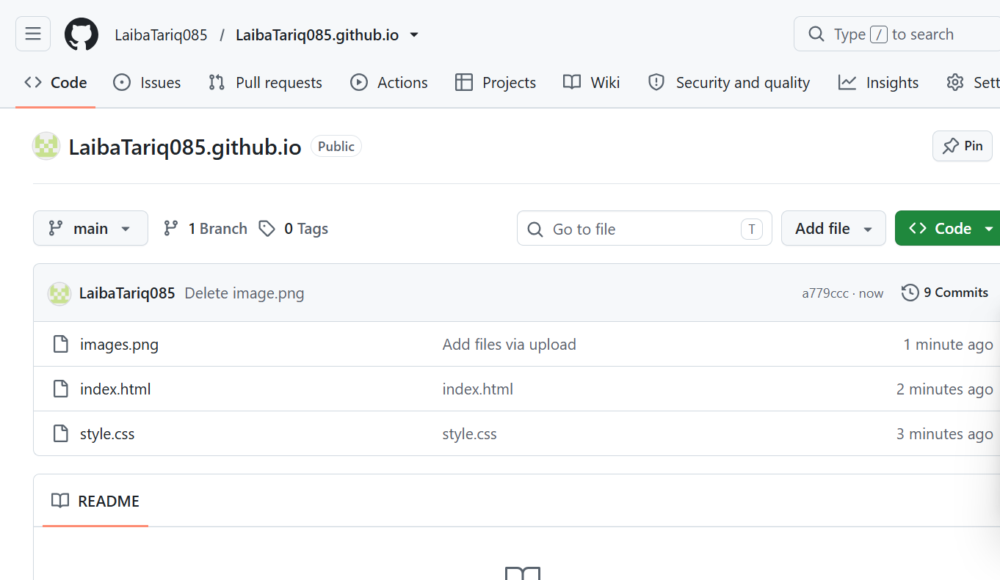 LaibaTariq085 / LaibaTariq085.github.io Type / to search
Code Issues Pull requests Actions Projects Wiki Security and quality Insights Sett
LaibaTariq085.github.io Public Pin
main 1 Branch 0 Tags Go to file T Add file Code
LaibaTariq085 Delete image.png a779ccc · now 9 Commits
images.png Add files via upload 1 minute ago
index.html index.html 2 minutes ago
style.css style.css 3 minutes ago
README